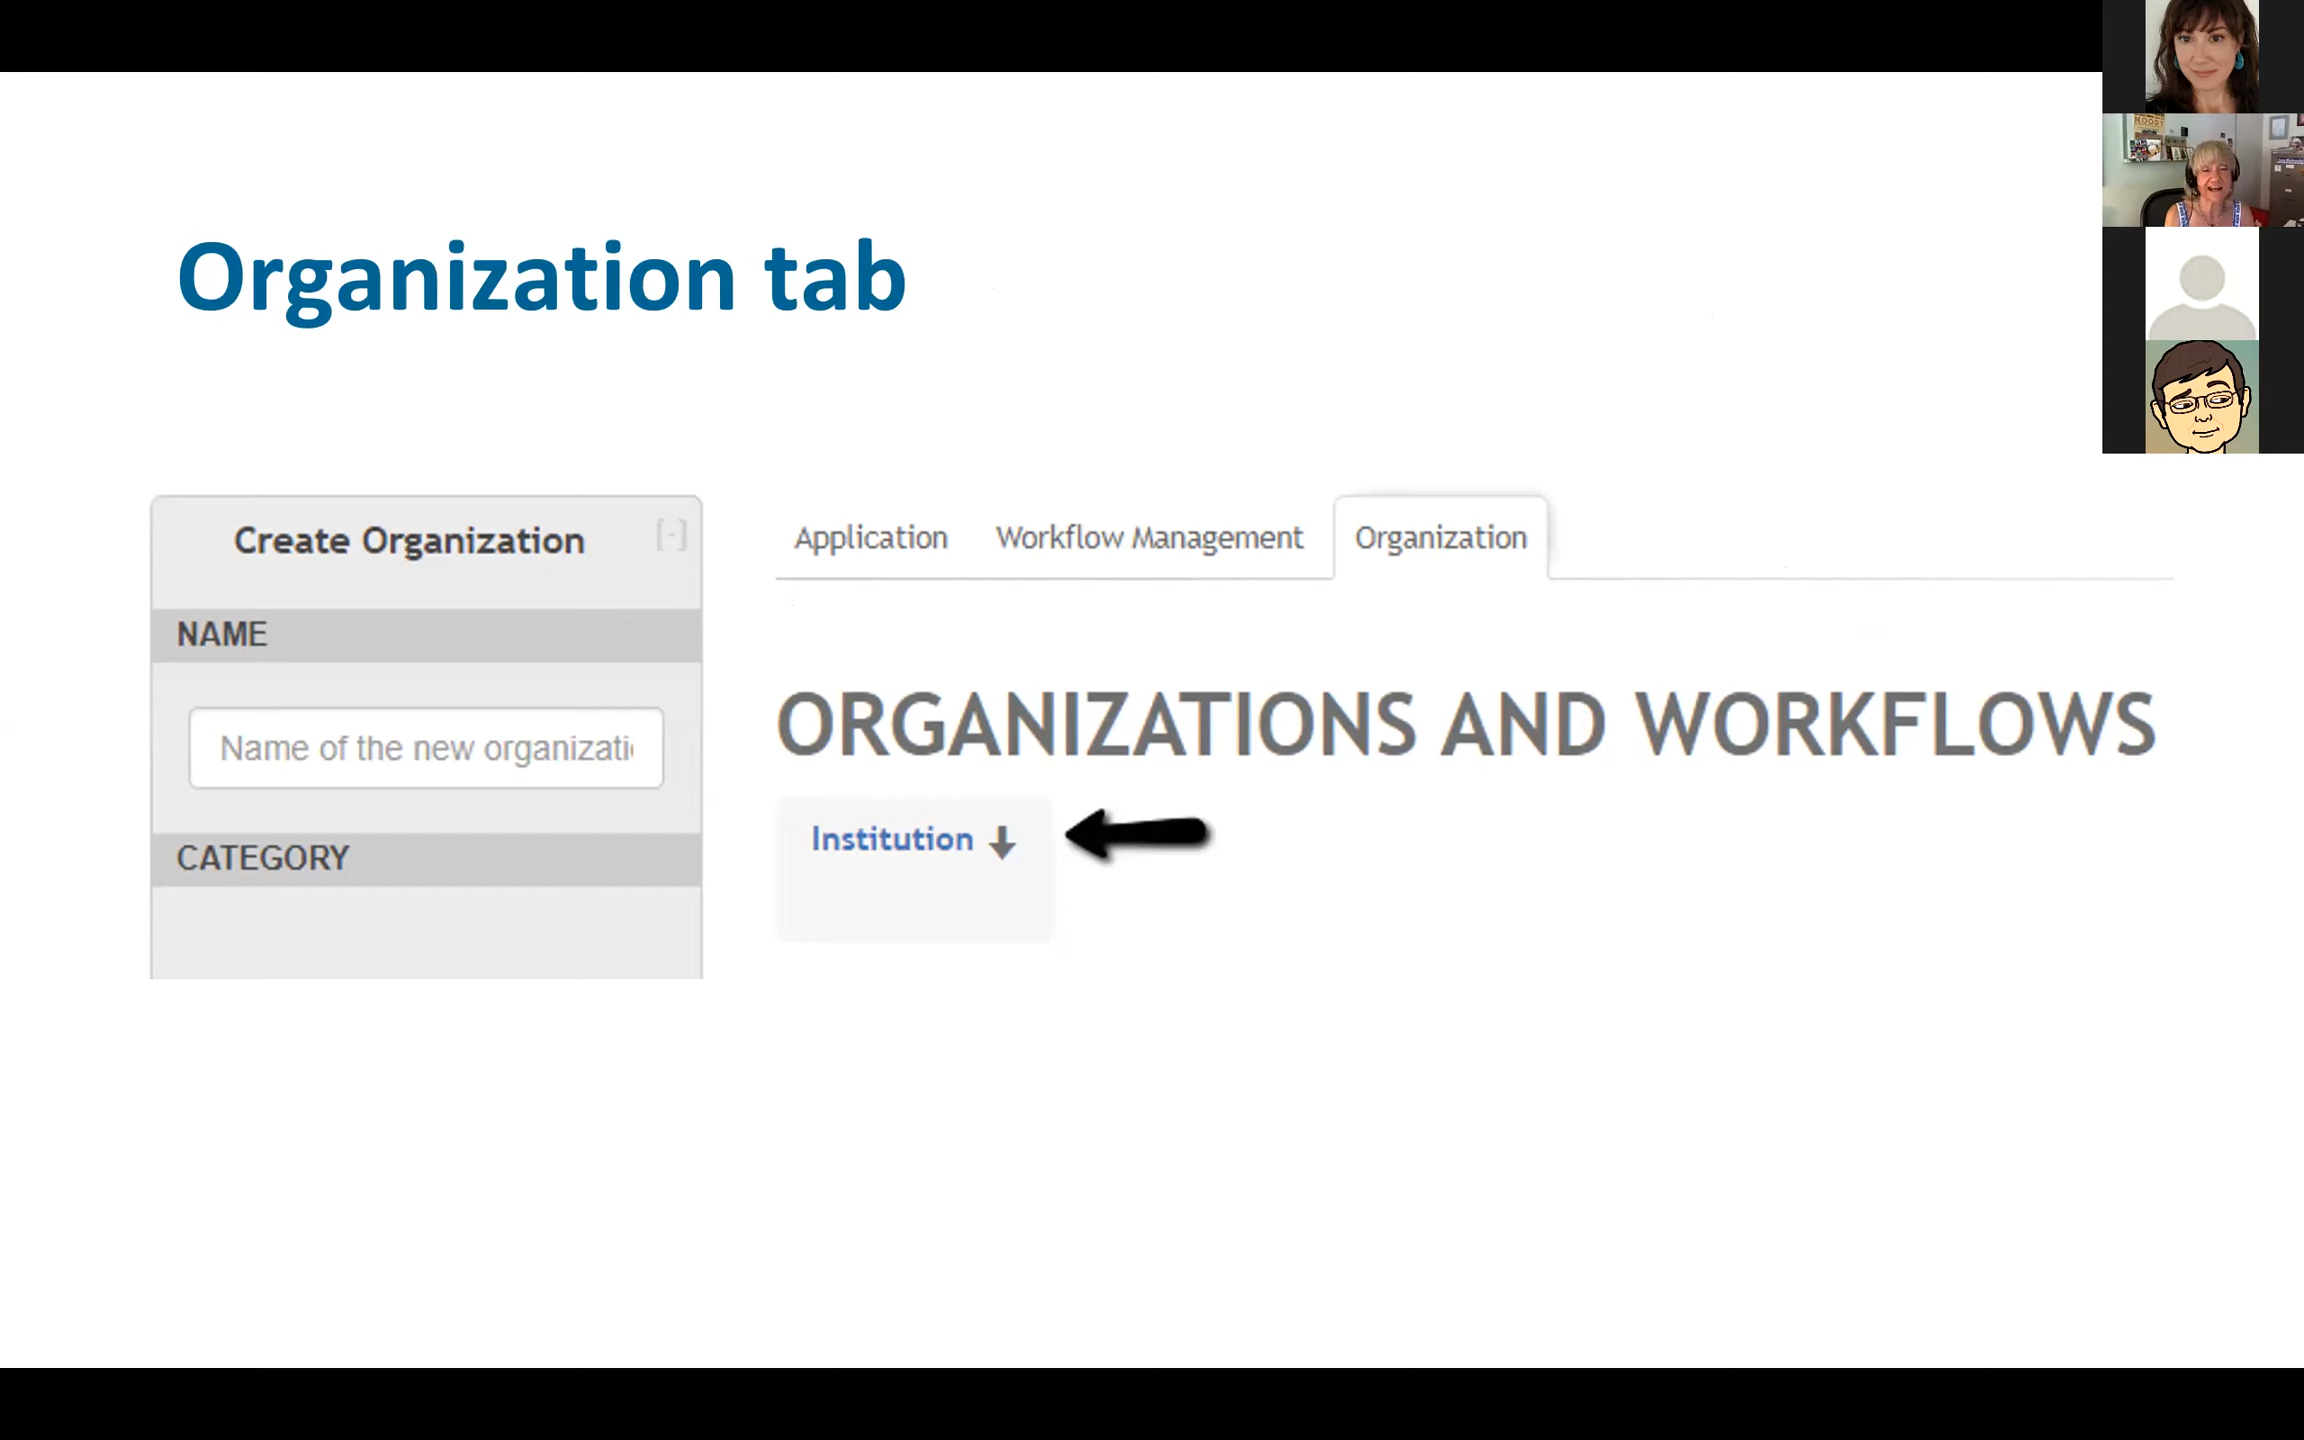 Organization tab
Create Organization [-]
NAME
Name of the new organizati
CATEGORY
Application Workflow Management Organization
ORGANIZATIONS AND WORKFLOWS
Institution
MOODY